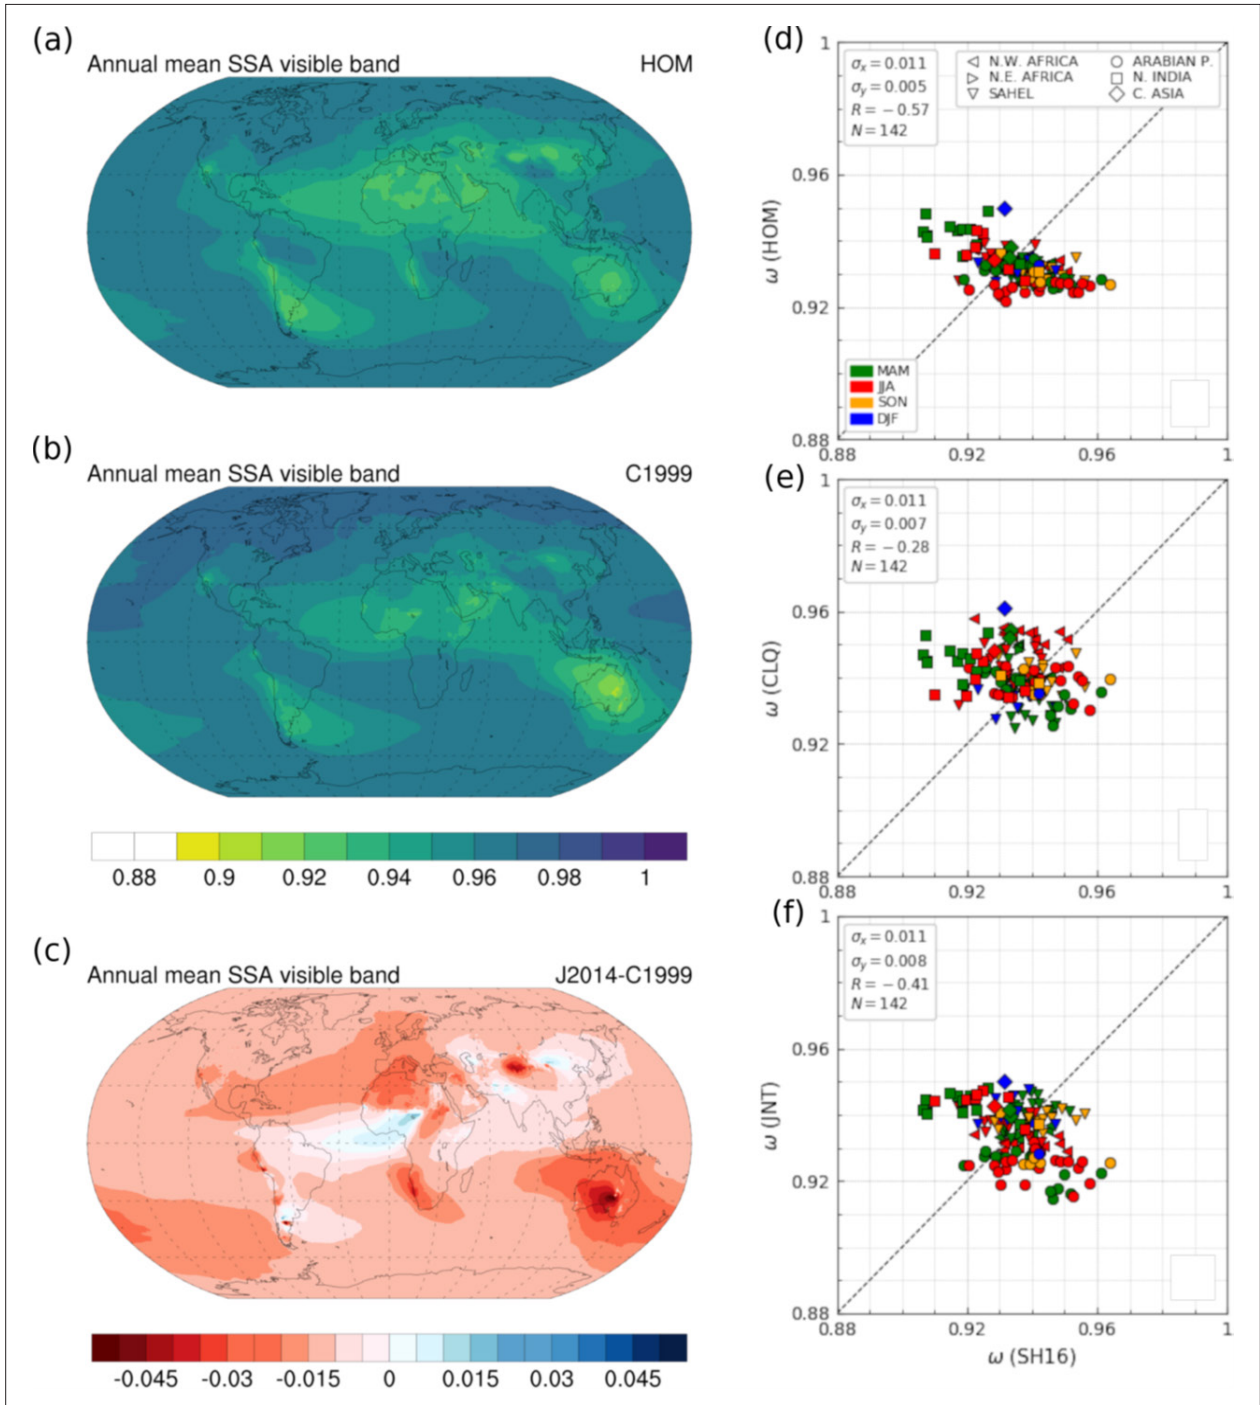 (a)
Annual mean SSA visible band HOM
(b)
Annual mean SSA visible band C1999
0.88 0.9 0.92 0.94 0.96 0.98 1
(c)
Annual mean SSA visible band J2014-C1999
-0.045 -0.03 -0.015 0 0.015 0.03 0.045
(d)
1
σx = 0.011
σy = 0.005
R = −0.57
N = 142
N.W. AFRICA ARABIAN P.
N.E. AFRICA N. INDIA
SAHEL C. ASIA
0.96
ω (HOM)
0.92
MAM
JJA
SON
DJF
0.88
0.88 0.92 0.96 1
(e)
1
σx = 0.011
σy = 0.007
R = −0.28
N = 142
0.96
ω (CLQ)
0.92
0.88
0.88 0.92 0.96 1
(f)
1
σx = 0.011
σy = 0.008
R = −0.41
N = 142
0.96
ω (JNT)
0.92
0.88
0.88 0.92 0.96 1
ω (SH16)